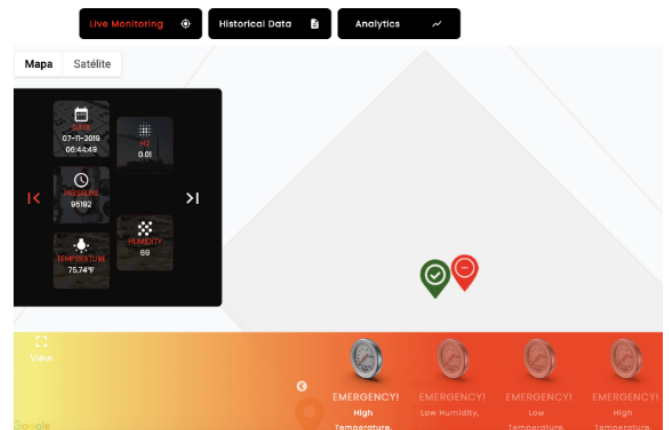 Live Monitoring
Historical Data
Analytics
Mapa Satélite
DATE
07-11-2019
06:44:49
H2
0.01
PRESSURE
95192
HUMIDITY
69
TEMPERATURE
75.74°F
View
EMERGENCY!
High
Temperature,
EMERGENCY!
Low Humidity,
EMERGENCY!
Low
Temperature,
EMERGENCY!
High
Temperature,
Google